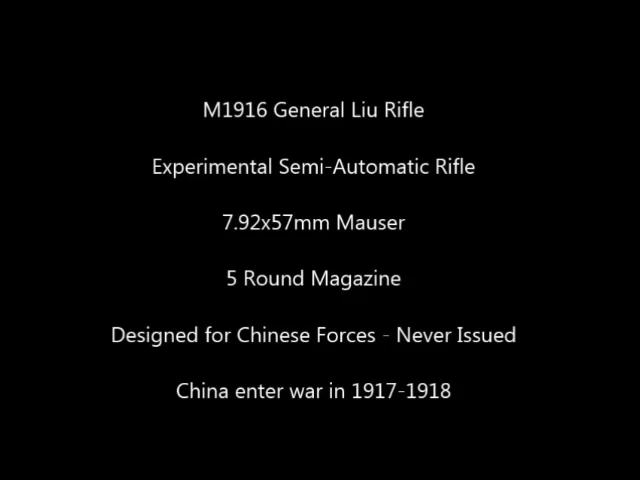 M1916 General Liu Rifle
Experimental Semi-Automatic Rifle
7.92x57mm Mauser
5 Round Magazine
Designed for Chinese Forces - Never Issued
China enter war in 1917-1918